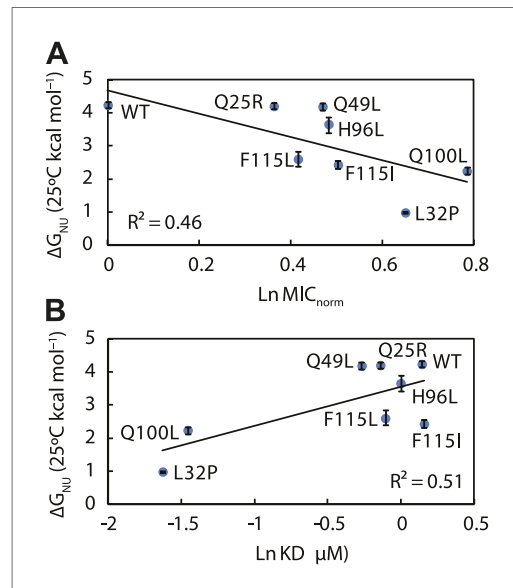 A
5
4
3
2
1
0
ΔG_NU (25ºC kcal mol⁻¹)
WT
Q25R
Q49L
H96L
F115L
F115I
Q100L
L32P
R² = 0.46
0 0.2 0.4 0.6 0.8
Ln MIC_norm
B
5
4
3
2
1
0
ΔG_NU (25ºC kcal mol⁻¹)
Q49L
Q25R
WT
H96L
F115L
F115I
Q100L
L32P
R² = 0.51
-2 -1.5 -1 -0.5 0 0.5
Ln KD μM)